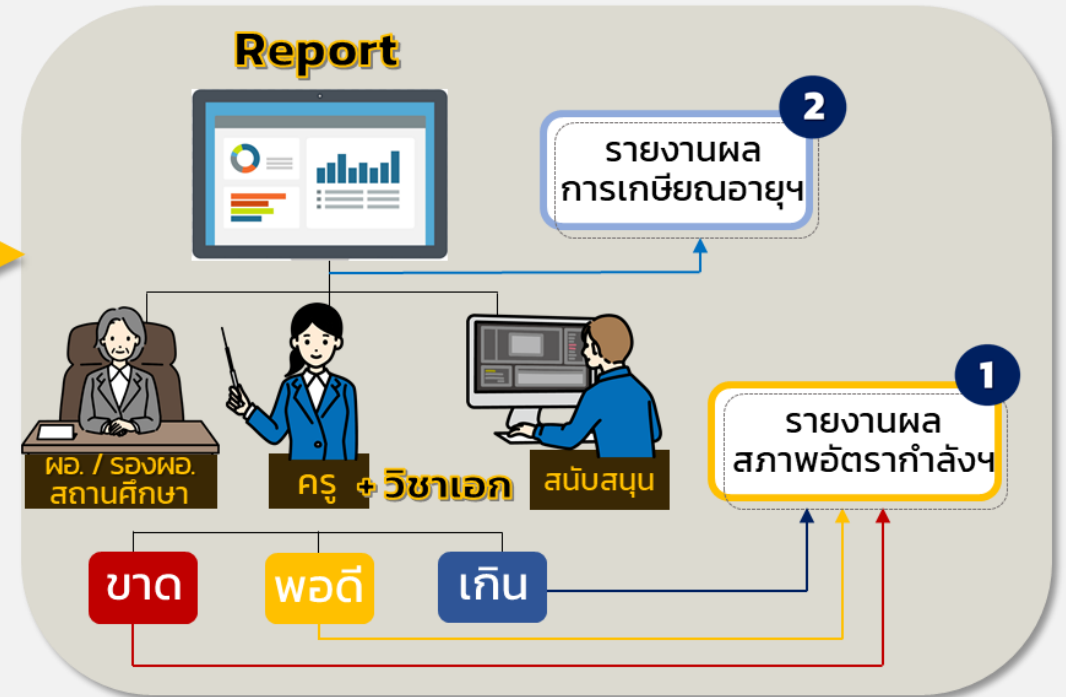 Report
2
รายงานผล
การเกษียณอายุฯ
1
รายงานผล
สภาพอัตรากำลังฯ
ผอ. / รองผอ.
สถานศึกษา
ครู + วิชาเอก
สนับสนุน
ขาด
พอดี
เกิน